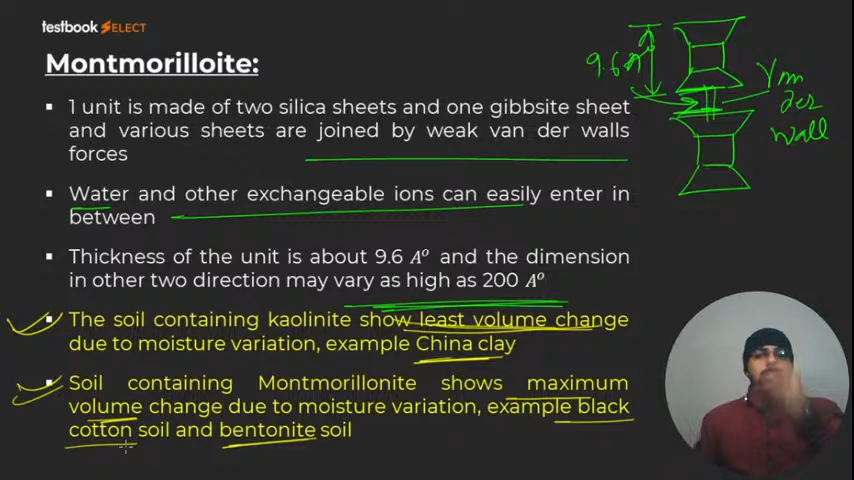 testbook SELECT
Montmorilloite:
▪ 1 unit is made of two silica sheets and one gibbsite sheet
and various sheets are joined by weak van der walls
forces
▪ Water and other exchangeable ions can easily enter in
between
▪ Thickness of the unit is about 9.6 A° and the dimension
in other two direction may vary as high as 200 A°
▪ The soil containing kaolinite show least volume change
due to moisture variation, example China clay
▪ Soil containing Montmorillonite shows maximum
volume change due to moisture variation, example black
cotton soil and bentonite soil
9.6 A°
der
wall